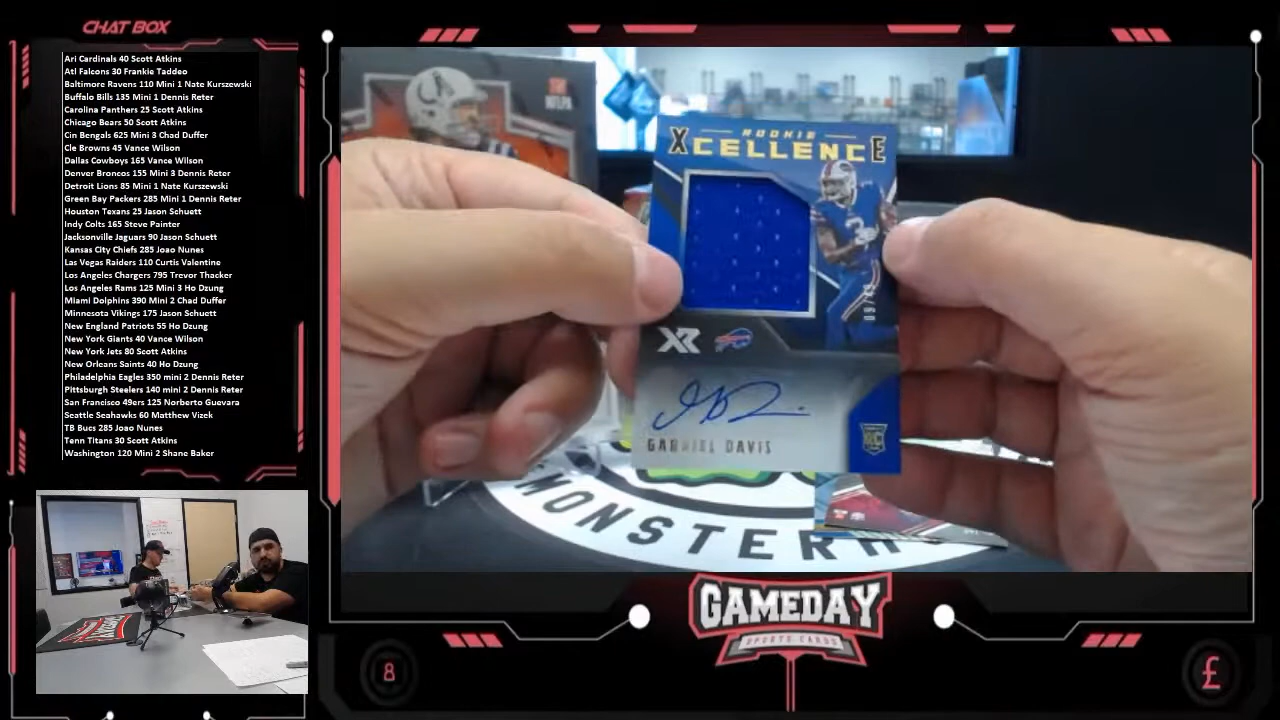 CHAT BOX
Ari Cardinals 40 Scott Atkins
Atl Falcons 30 Frankie Taddeo
Baltimore Ravens 110 Mini 1 Nate Kurszewski
Buffalo Bills 135 Mini 1 Dennis Reter
Carolina Panthers 25 Scott Atkins
Chicago Bears 50 Scott Atkins
Cin Bengals 625 Mini 3 Chad Duffer
Cle Browns 45 Vance Wilson
Dallas Cowboys 165 Vance Wilson
Denver Broncos 155 Mini 3 Dennis Reter
Detroit Lions 85 Mini 1 Nate Kurszewski
Green Bay Packers 285 Mini 1 Dennis Reter
Houston Texans 25 Jason Schuett
Indy Colts 165 Steve Painter
Jacksonville Jaguars 90 Jason Schuett
Kansas City Chiefs 285 Joao Nunes
Las Vegas Raiders 110 Curtis Valentine
Los Angeles Chargers 795 Trevor Thacker
Los Angeles Rams 125 Mini 3 Ho Dzung
Miami Dolphins 390 Mini 2 Chad Duffer
Minnesota Vikings 175 Jason Schuett
New England Patriots 55 Ho Dzung
New York Giants 40 Vance Wilson
New York Jets 80 Scott Atkins
New Orleans Saints 40 Ho Dzung
Philadelphia Eagles 350 mini 2 Dennis Reter
Pittsburgh Steelers 140 mini 2 Dennis Reter
San Francisco 49ers 125 Norberto Guevara
Seattle Seahawks 60 Matthew Vizek
TB Bucs 285 Joao Nunes
Tenn Titans 30 Scott Atkins
Washington 120 Mini 2 Shane Baker
NFLPA
ROOKIE
XCELLENCE
XR
GABRIEL DAVIS
RC
MONSTER
GAMEDAY
SPORTS CARDS
8
£